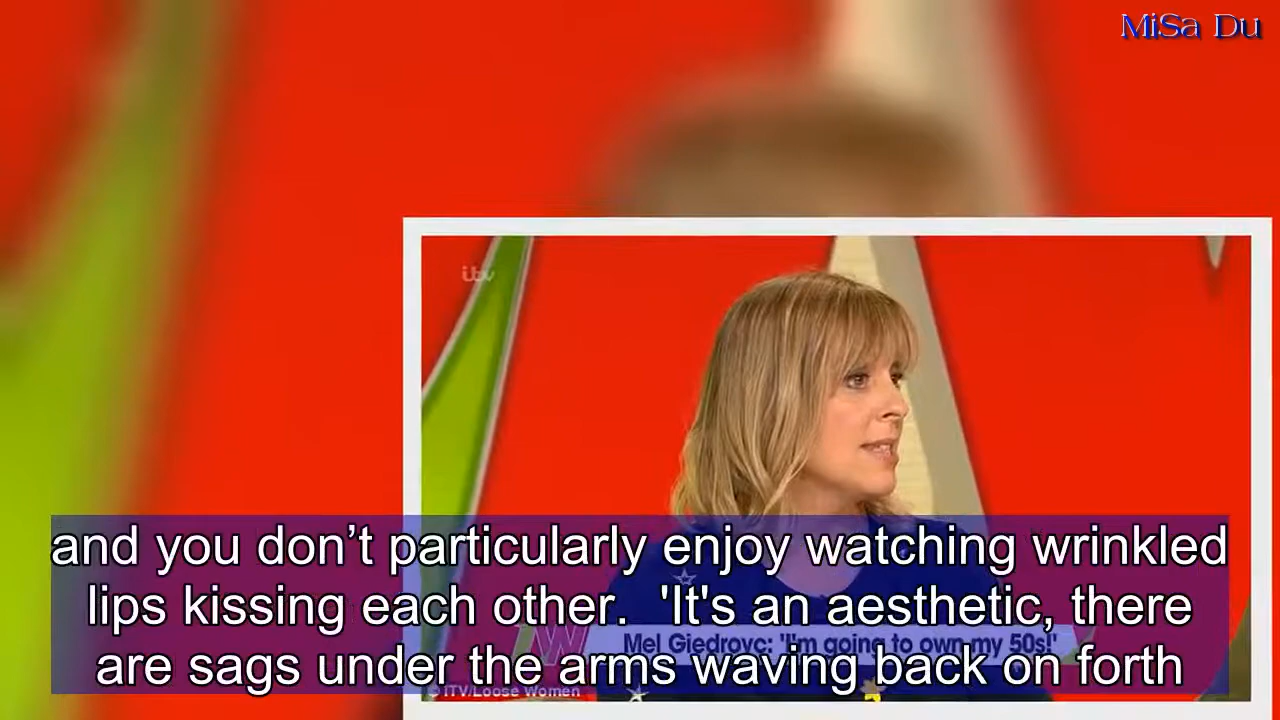 MiSa Du
itv
and you don’t particularly enjoy watching wrinkled
lips kissing each other.  'It's an aesthetic, there
Mel Giedroyc: 'I'm going to own my 50s!'
are sags under the arms waving back on forth
© ITV/Loose Women